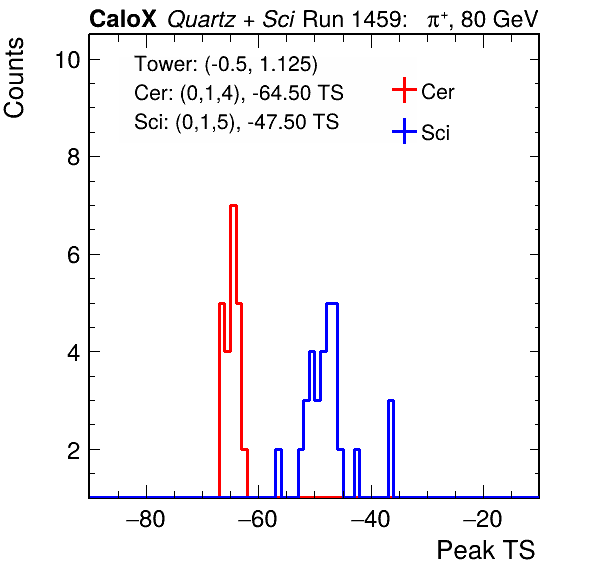 CaloX Quartz + Sci Run 1459: π+, 80 GeV
Counts
Tower: (-0.5, 1.125)
Cer: (0,1,4), -64.50 TS
Sci: (0,1,5), -47.50 TS
Cer
Sci
10
8
6
4
2
−80 −60 −40 −20
Peak TS